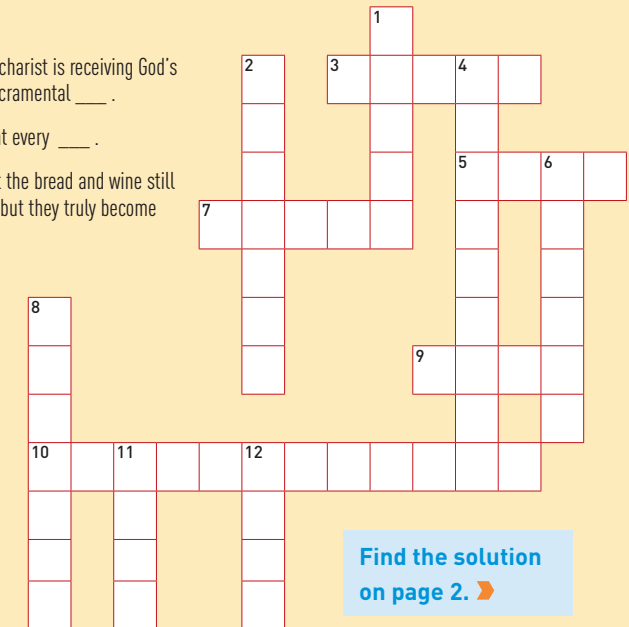 charist is receiving God's
cramental ___ .
t every ___ .
the bread and wine still
but they truly become
1
2
3
4
5
6
7
8
9
10
11
12
Find the solution
on page 2.